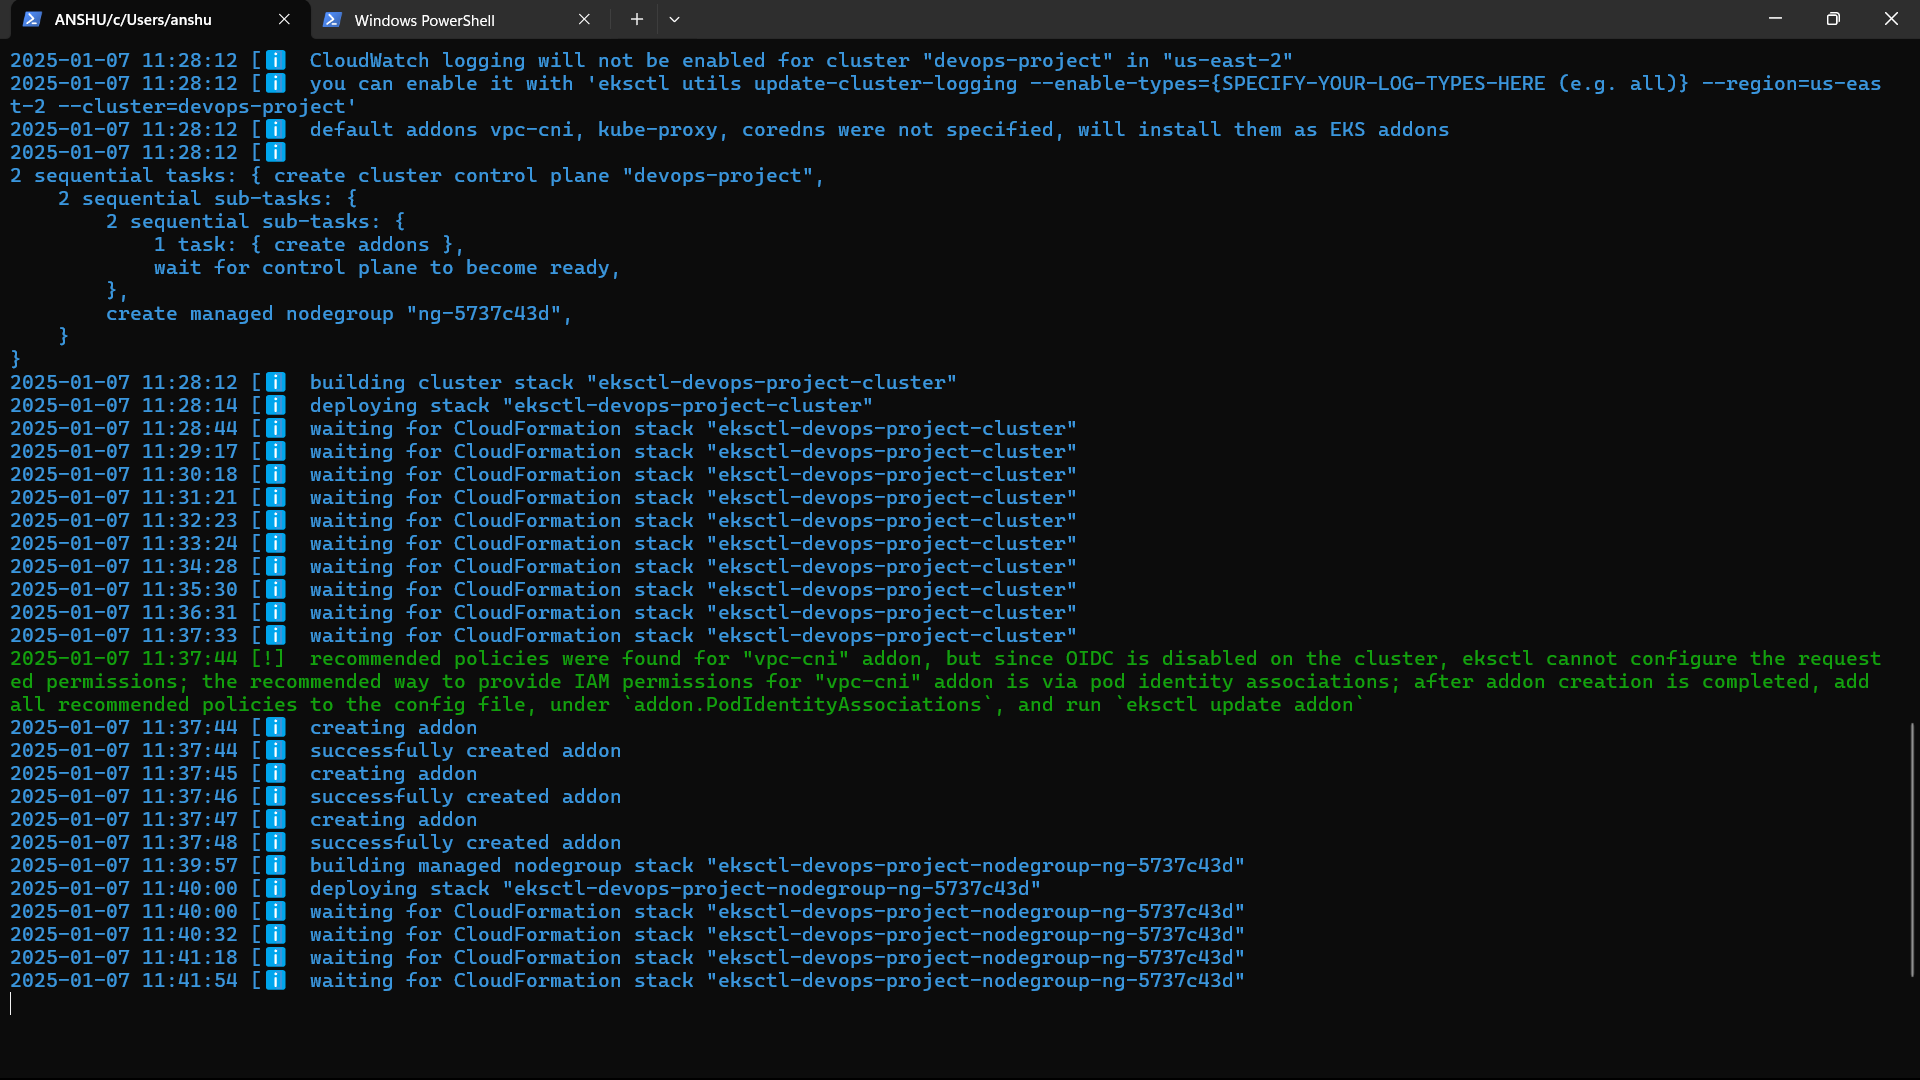 ANSHU/c/Users/anshu
Windows PowerShell
2025-01-07 11:28:12 [ℹ]  CloudWatch logging will not be enabled for cluster "devops-project" in "us-east-2"
2025-01-07 11:28:12 [ℹ]  you can enable it with 'eksctl utils update-cluster-logging --enable-types={SPECIFY-YOUR-LOG-TYPES-HERE (e.g. all)} --region=us-eas
t-2 --cluster=devops-project'
2025-01-07 11:28:12 [ℹ]  default addons vpc-cni, kube-proxy, coredns were not specified, will install them as EKS addons
2025-01-07 11:28:12 [ℹ]
2 sequential tasks: { create cluster control plane "devops-project",
    2 sequential sub-tasks: {
        2 sequential sub-tasks: {
            1 task: { create addons },
            wait for control plane to become ready,
        },
        create managed nodegroup "ng-5737c43d",
    }
}
2025-01-07 11:28:12 [ℹ]  building cluster stack "eksctl-devops-project-cluster"
2025-01-07 11:28:14 [ℹ]  deploying stack "eksctl-devops-project-cluster"
2025-01-07 11:28:44 [ℹ]  waiting for CloudFormation stack "eksctl-devops-project-cluster"
2025-01-07 11:29:17 [ℹ]  waiting for CloudFormation stack "eksctl-devops-project-cluster"
2025-01-07 11:30:18 [ℹ]  waiting for CloudFormation stack "eksctl-devops-project-cluster"
2025-01-07 11:31:21 [ℹ]  waiting for CloudFormation stack "eksctl-devops-project-cluster"
2025-01-07 11:32:23 [ℹ]  waiting for CloudFormation stack "eksctl-devops-project-cluster"
2025-01-07 11:33:24 [ℹ]  waiting for CloudFormation stack "eksctl-devops-project-cluster"
2025-01-07 11:34:28 [ℹ]  waiting for CloudFormation stack "eksctl-devops-project-cluster"
2025-01-07 11:35:30 [ℹ]  waiting for CloudFormation stack "eksctl-devops-project-cluster"
2025-01-07 11:36:31 [ℹ]  waiting for CloudFormation stack "eksctl-devops-project-cluster"
2025-01-07 11:37:33 [ℹ]  waiting for CloudFormation stack "eksctl-devops-project-cluster"
2025-01-07 11:37:44 [!]  recommended policies were found for "vpc-cni" addon, but since OIDC is disabled on the cluster, eksctl cannot configure the request
ed permissions; the recommended way to provide IAM permissions for "vpc-cni" addon is via pod identity associations; after addon creation is completed, add
all recommended policies to the config file, under `addon.PodIdentityAssociations`, and run `eksctl update addon`
2025-01-07 11:37:44 [ℹ]  creating addon
2025-01-07 11:37:44 [ℹ]  successfully created addon
2025-01-07 11:37:45 [ℹ]  creating addon
2025-01-07 11:37:46 [ℹ]  successfully created addon
2025-01-07 11:37:47 [ℹ]  creating addon
2025-01-07 11:37:48 [ℹ]  successfully created addon
2025-01-07 11:39:57 [ℹ]  building managed nodegroup stack "eksctl-devops-project-nodegroup-ng-5737c43d"
2025-01-07 11:40:00 [ℹ]  deploying stack "eksctl-devops-project-nodegroup-ng-5737c43d"
2025-01-07 11:40:00 [ℹ]  waiting for CloudFormation stack "eksctl-devops-project-nodegroup-ng-5737c43d"
2025-01-07 11:40:32 [ℹ]  waiting for CloudFormation stack "eksctl-devops-project-nodegroup-ng-5737c43d"
2025-01-07 11:41:18 [ℹ]  waiting for CloudFormation stack "eksctl-devops-project-nodegroup-ng-5737c43d"
2025-01-07 11:41:54 [ℹ]  waiting for CloudFormation stack "eksctl-devops-project-nodegroup-ng-5737c43d"